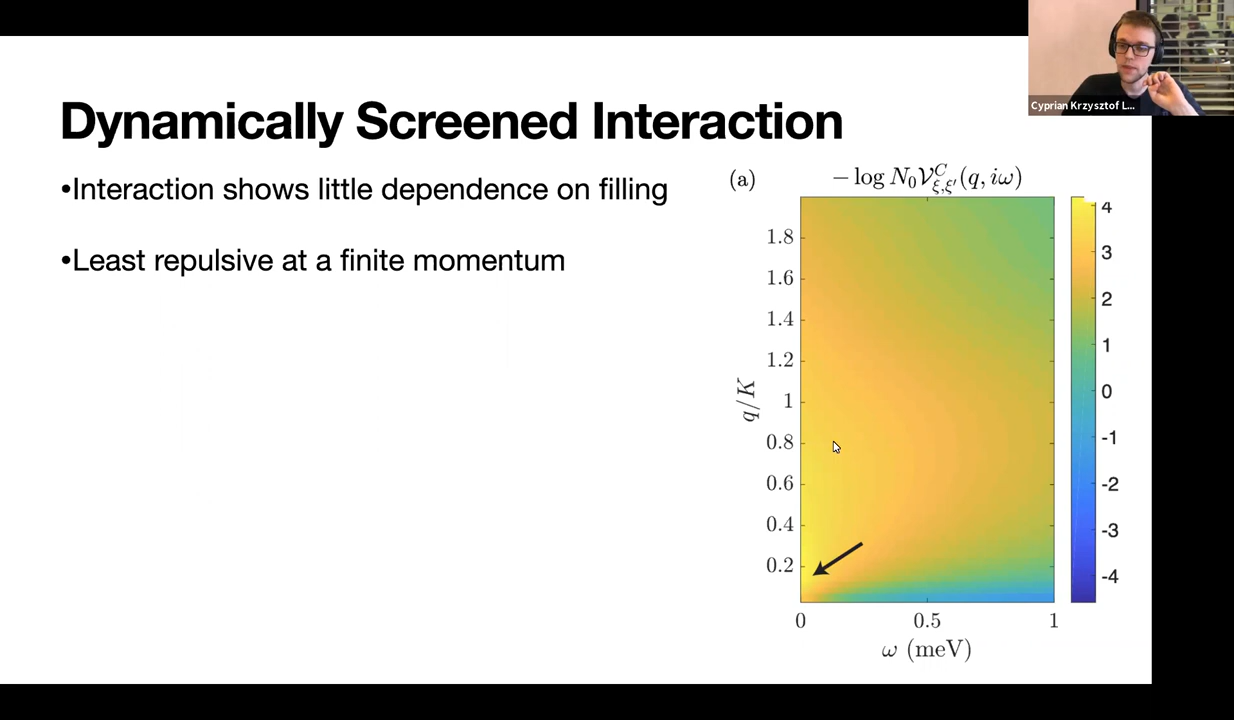 Cyprian Krzysztof L...
Dynamically Screened Interaction
•Interaction shows little dependence on filling
•Least repulsive at a finite momentum
(a)
− log N₀𝒱^C_{ξ,ξ′}(q, iω)
1.8
1.6
1.4
1.2
1
0.8
0.6
0.4
0.2
q/K
0 0.5 1
ω (meV)
4
3
2
1
0
-1
-2
-3
-4